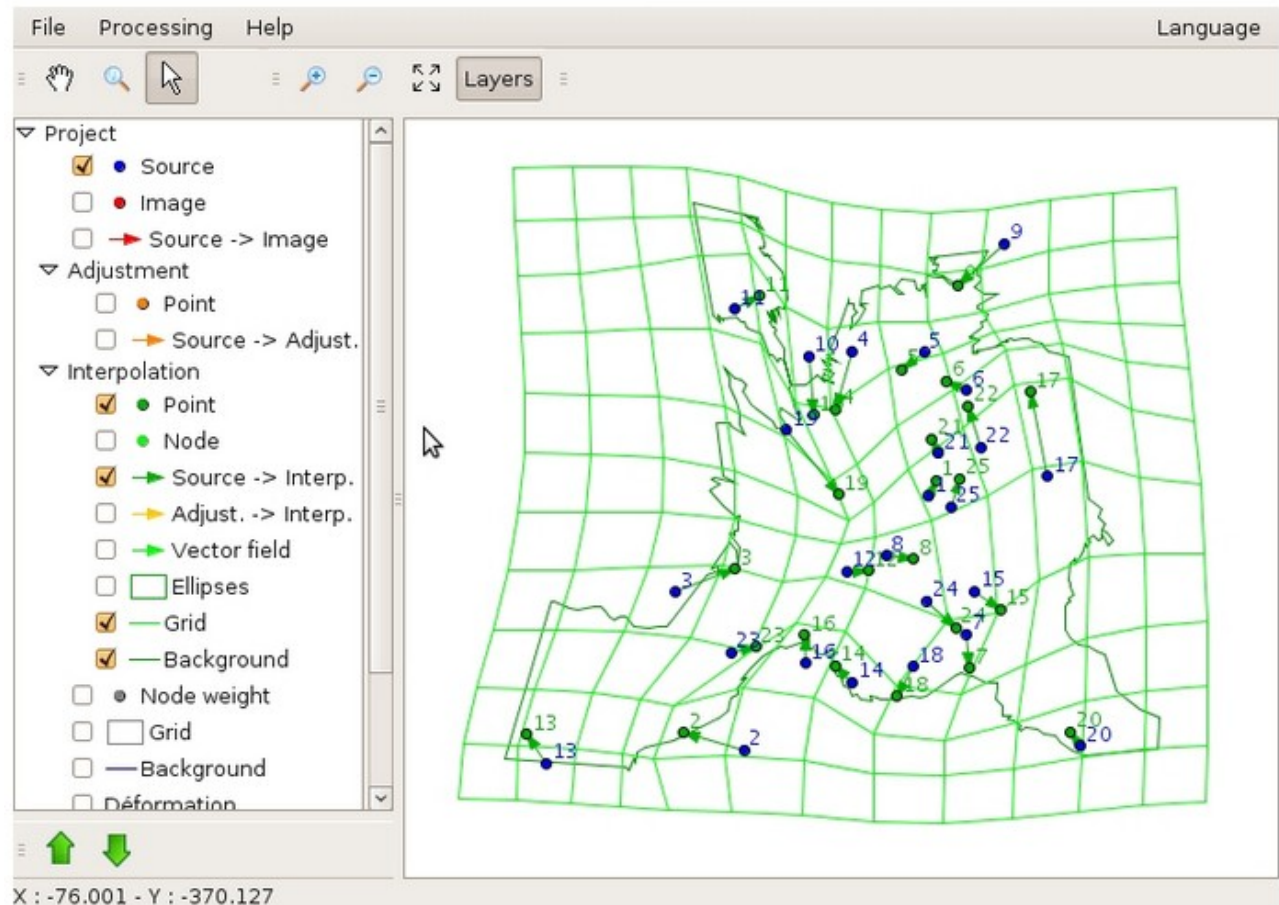 File Processing Help Language
Layers
Project
Source
Image
Source -> Image
Adjustment
Point
Source -> Adjust.
Interpolation
Point
Node
Source -> Interp.
Adjust. -> Interp.
Vector field
Ellipses
Grid
Background
Node weight
Grid
Background
Déformation
9
11 11
10 4 5
5
6 6
17
22
4
19
21
21 22
1 25
17
19
1 25
8
8
3
12
3
24 15
15
16
24
7
23 23
16 14 18
7
14
18
13 2
20
13 2 20
X : -76.001 - Y : -370.127